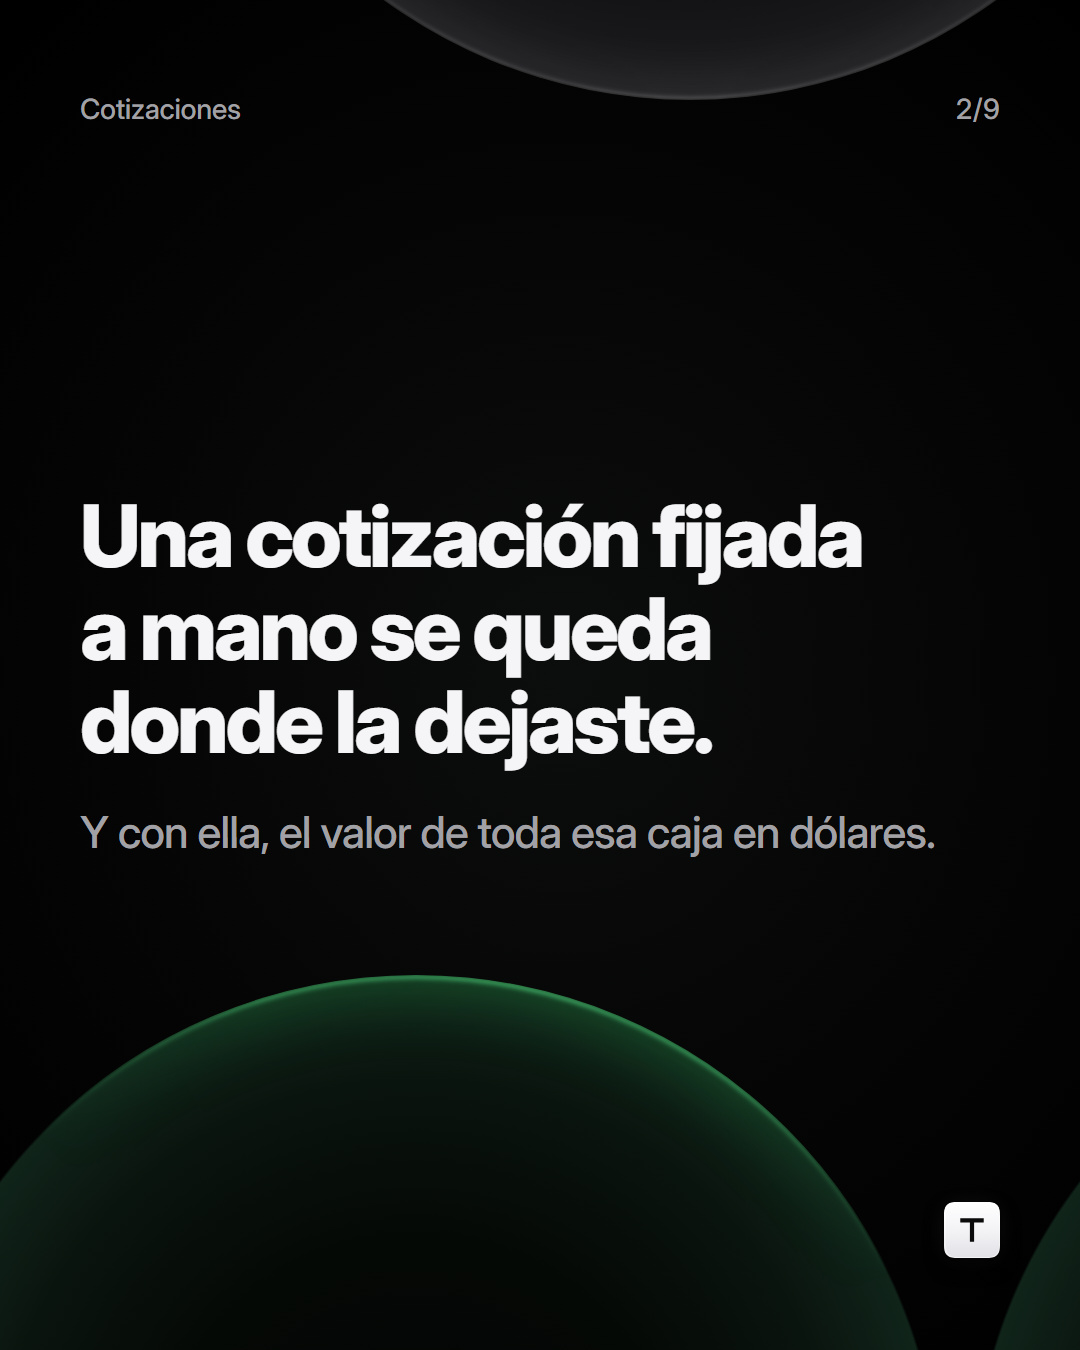 Cotizaciones
2/9
Una cotización fijada
a mano se queda
donde la dejaste.
Y con ella, el valor de toda esa caja en dólares.
T